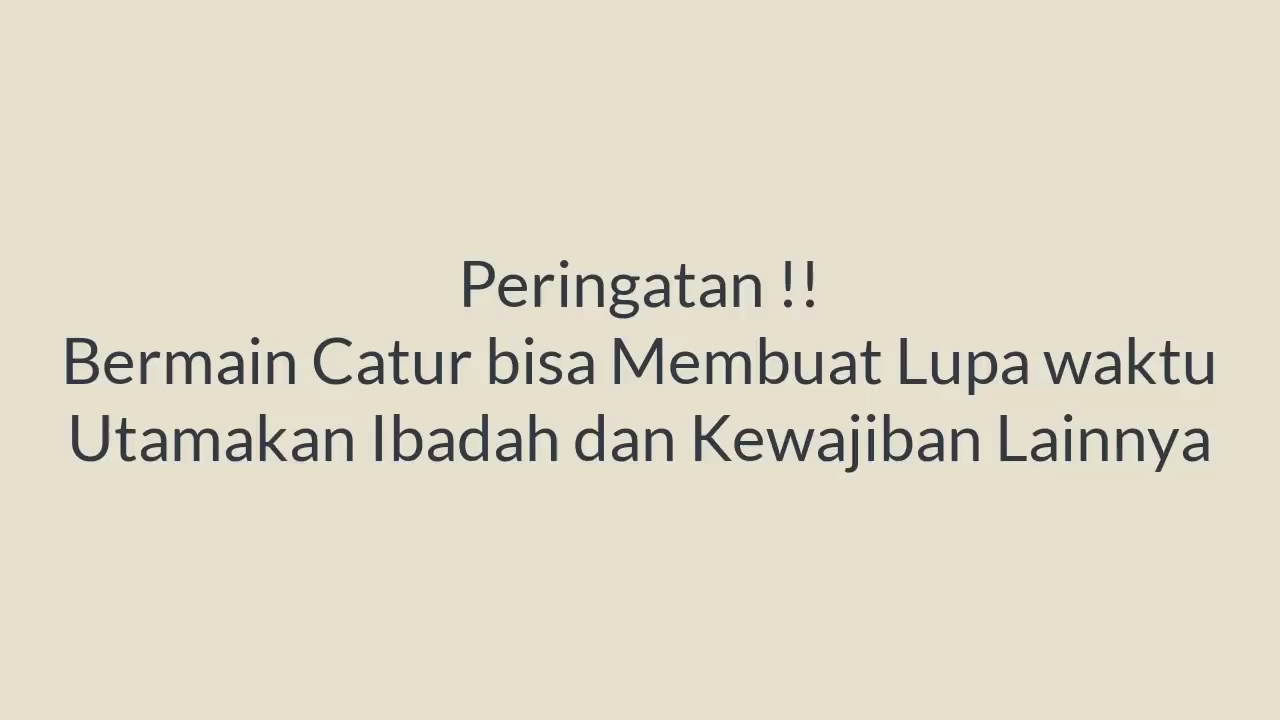 Peringatan !!
Bermain Catur bisa Membuat Lupa waktu
Utamakan Ibadah dan Kewajiban Lainnya